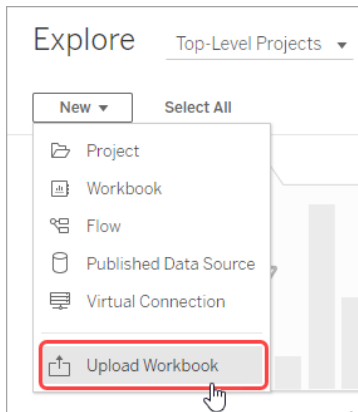 Explore
Top-Level Projects
New
Select All
Project
Workbook
Flow
Published Data Source
Virtual Connection
Upload Workbook